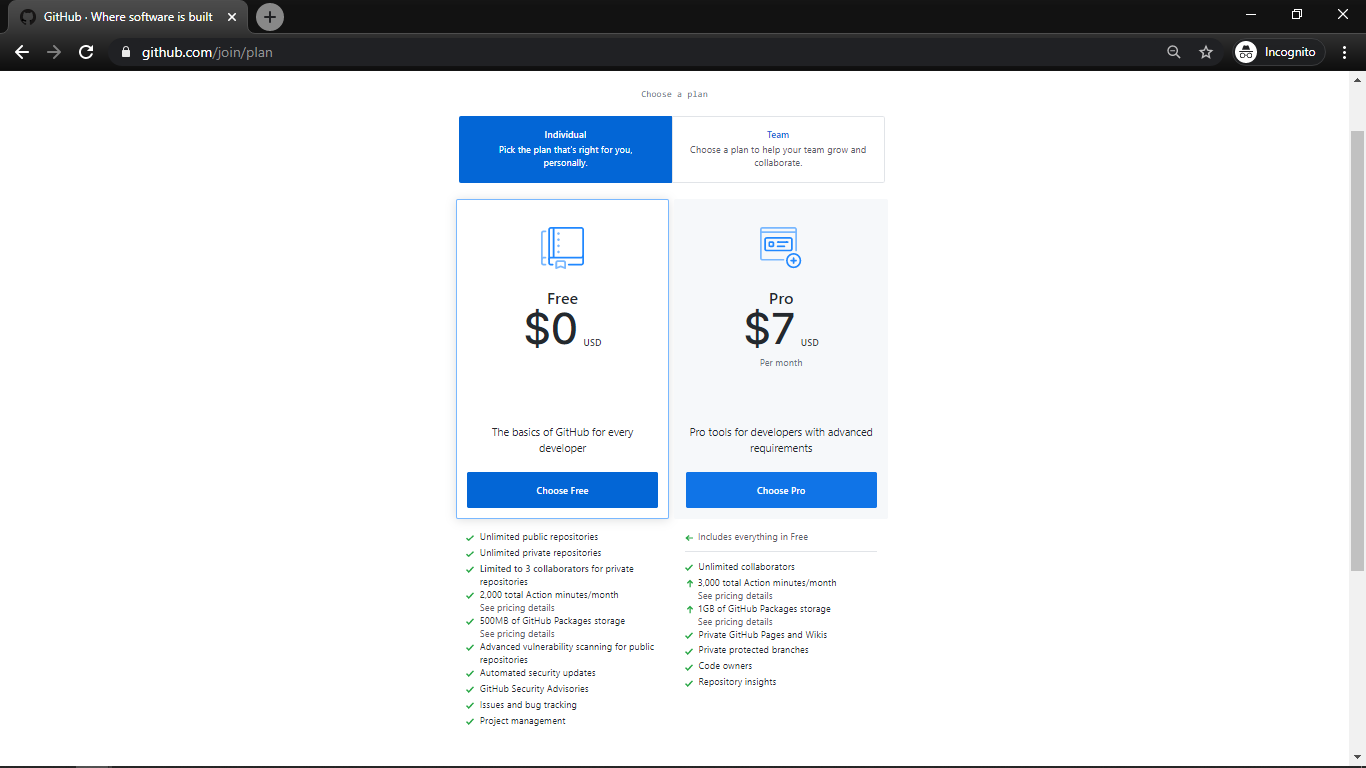 GitHub · Where software is built
github.com/join/plan
Incognito
Choose a plan
Individual
Pick the plan that's right for you,
personally.
Team
Choose a plan to help your team grow and
collaborate.
Free
$0 USD
The basics of GitHub for every
developer
Choose Free
Unlimited public repositories
Unlimited private repositories
Limited to 3 collaborators for private
repositories
2,000 total Action minutes/month
See pricing details
500MB of GitHub Packages storage
See pricing details
Advanced vulnerability scanning for public
repositories
Automated security updates
GitHub Security Advisories
Issues and bug tracking
Project management
Pro
$7 USD
Per month
Pro tools for developers with advanced
requirements
Choose Pro
Includes everything in Free
Unlimited collaborators
3,000 total Action minutes/month
See pricing details
1GB of GitHub Packages storage
See pricing details
Private GitHub Pages and Wikis
Private protected branches
Code owners
Repository insights